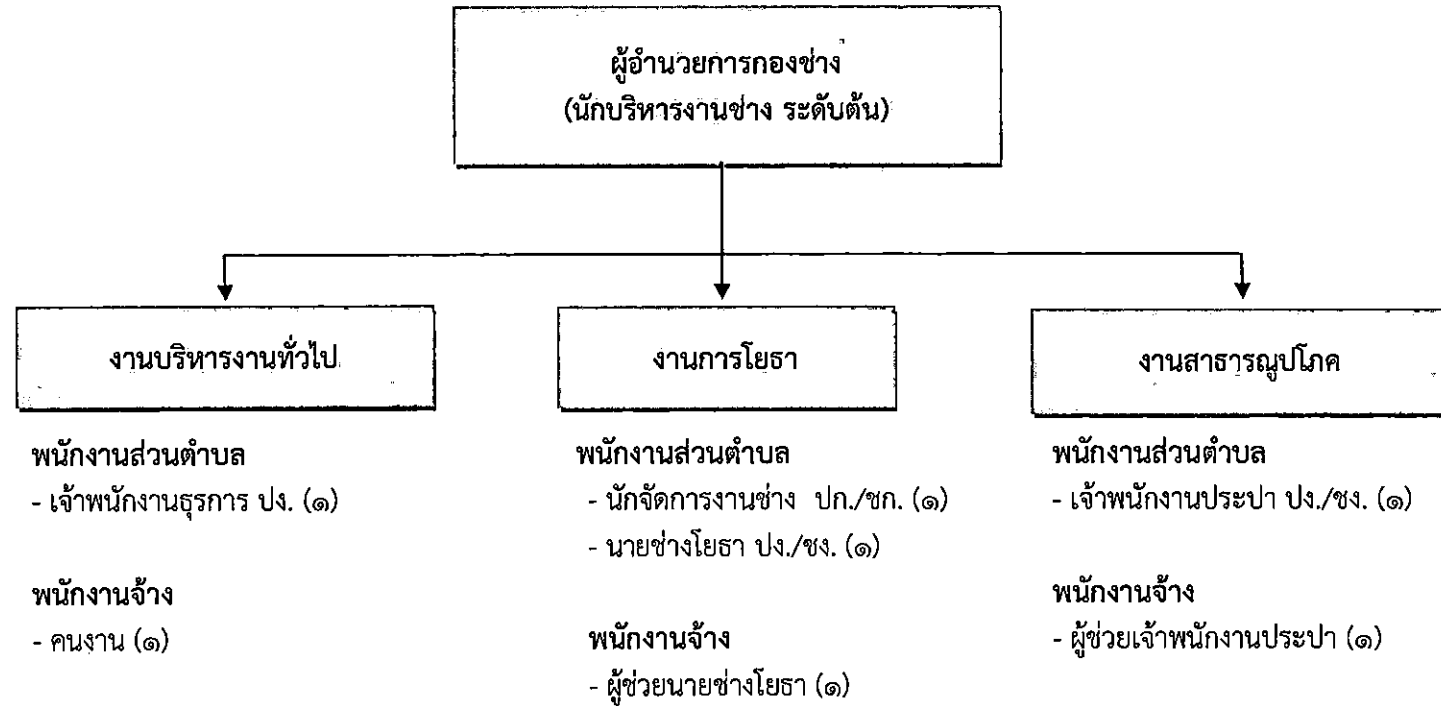 ผู้อำนวยการกองช่าง
(นักบริหารงานช่าง ระดับต้น)
งานบริหารงานทั่วไป
พนักงานส่วนตำบล
- เจ้าพนักงานธุรการ ปง. (๑)
พนักงานจ้าง
- คนงาน (๑)
งานการโยธา
พนักงานส่วนตำบล
- นักจัดการงานช่าง ปก./ชก. (๑)
- นายช่างโยธา ปง./ชง. (๑)
พนักงานจ้าง
- ผู้ช่วยนายช่างโยธา (๑)
งานสาธารณูปโภค
พนักงานส่วนตำบล
- เจ้าพนักงานประปา ปง./ชง. (๑)
พนักงานจ้าง
- ผู้ช่วยเจ้าพนักงานประปา (๑)